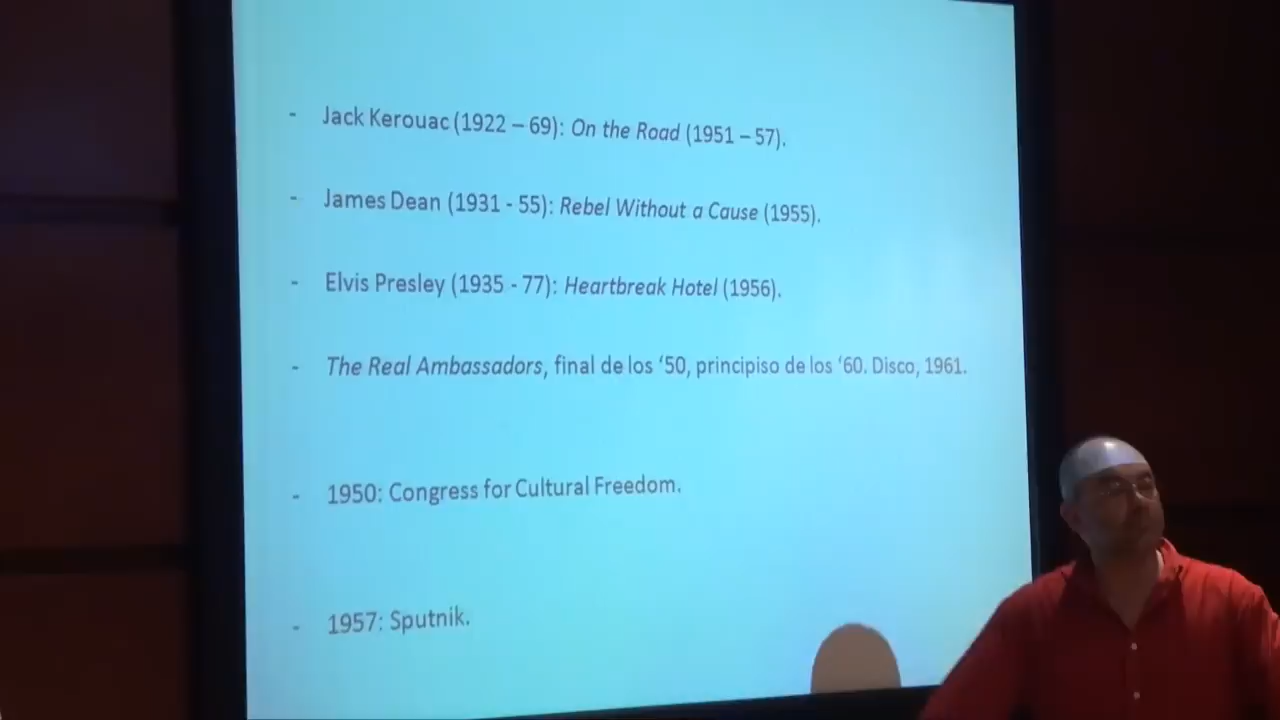 - Jack Kerouac (1922 – 69): On the Road (1951 – 57).
- James Dean (1931 - 55): Rebel Without a Cause (1955).
- Elvis Presley (1935 - 77): Heartbreak Hotel (1956).
- The Real Ambassadors, final de los ‘50, principiso de los ‘60. Disco, 1961.
- 1950: Congress for Cultural Freedom.
- 1957: Sputnik.